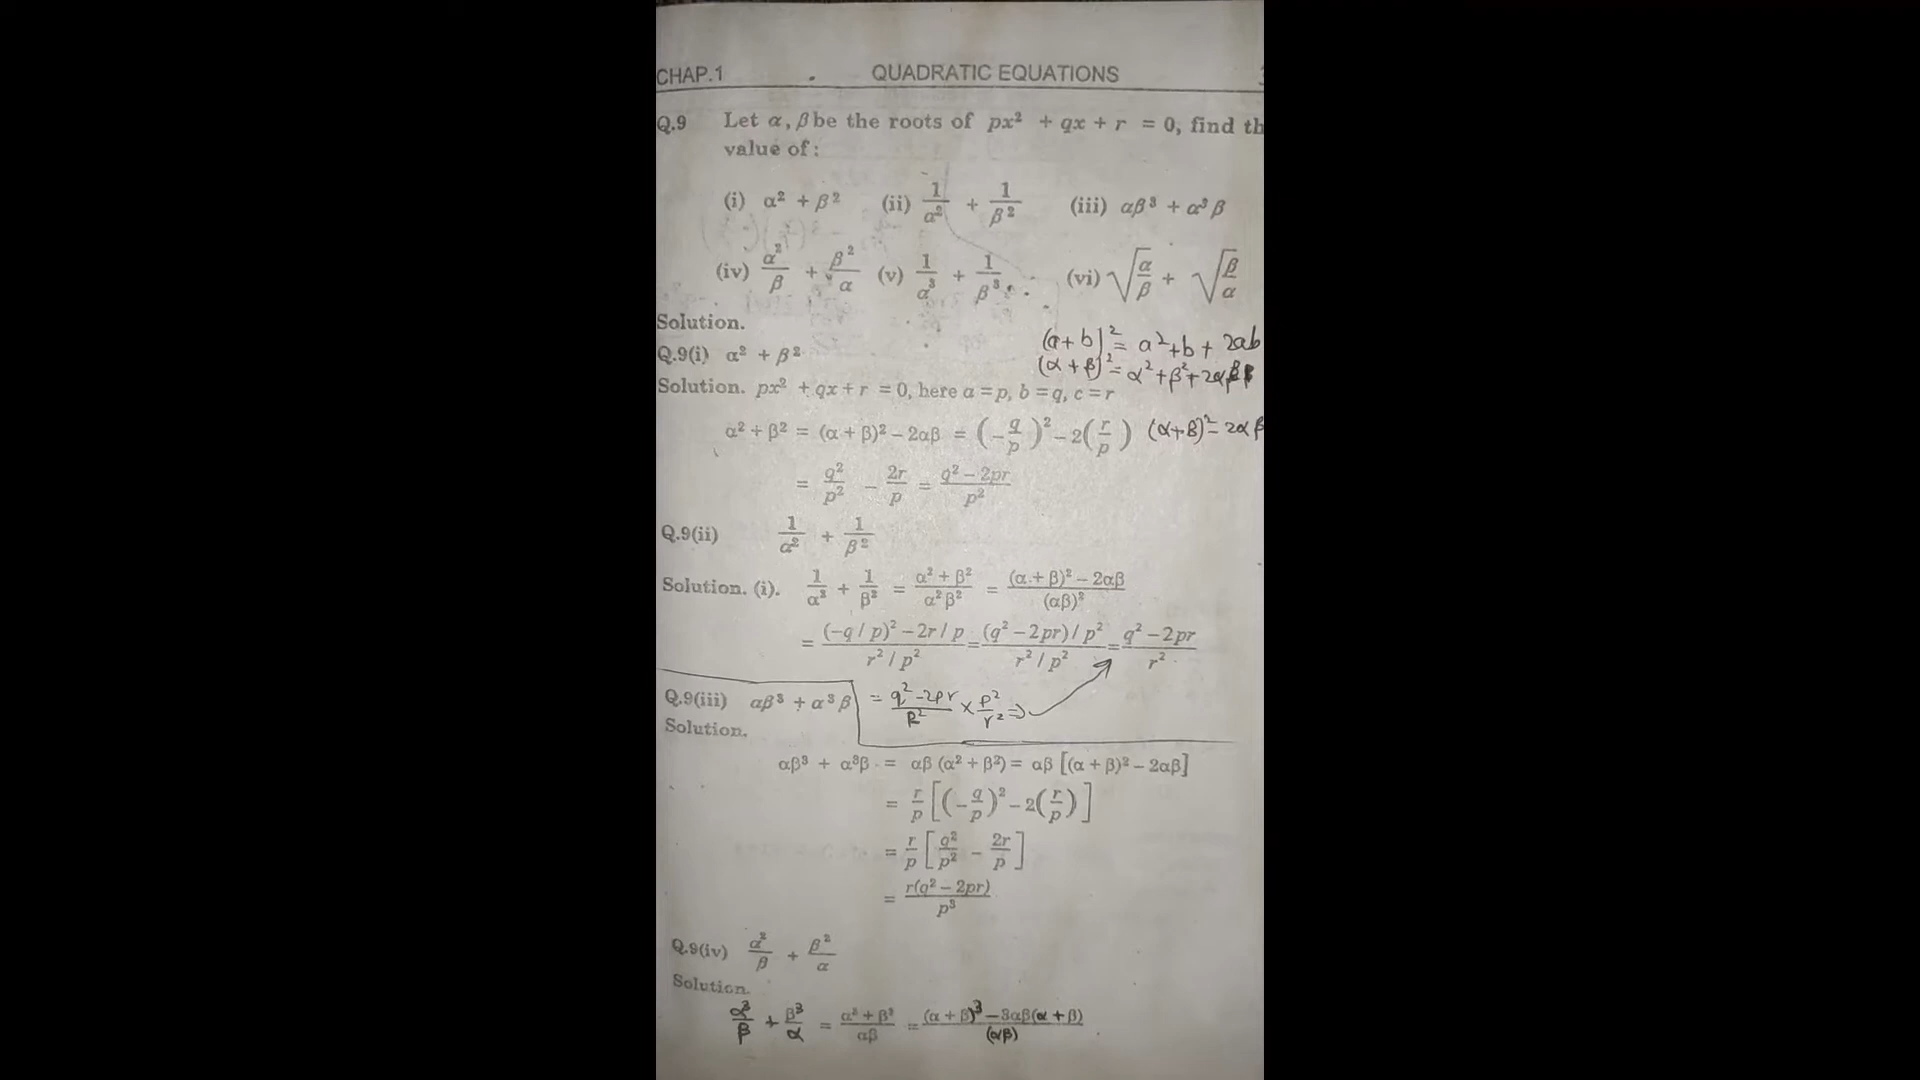 CHAP.1 QUADRATIC EQUATIONS
Q.9 Let α, β be the roots of px² + qx + r = 0, find th
value of :
(i) α² + β² (ii) 1/α² + 1/β² (iii) αβ³ + α³β
(iv) α²/β + β²/α (v) 1/α³ + 1/β³ (vi) √(α/β) + √(β/α)
Solution.
(a+b)² = a²+b+2ab
Q.9(i) α² + β²
(α+β)² = α²+β²+2αβ
Solution. px² + qx + r = 0, here a = p, b = q, c = r
α² + β² = (α + β)² – 2αβ = (–q/p)² – 2(r/p) (α+β)² – 2αβ
= q²/p² – 2r/p = q² – 2pr/p²
Q.9(ii) 1/α² + 1/β²
Solution. (i). 1/α² + 1/β² = α² + β²/α²β² = (α + β)² – 2αβ/(αβ)²
= (–q / p)² – 2r / p/r² / p² = (q² – 2pr) / p²/r² / p² = q² – 2pr/r²
Q.9(iii) αβ³ + α³β = q²-2pr/P² × P²/r² ⇒
Solution.
αβ³ + α³β = αβ (α² + β²) = αβ [(α + β)² – 2αβ]
= r/p [(–q/p)² – 2(r/p)]
= r/p [q²/p² – 2r/p]
= r(q² – 2pr)/p³
Q.9(iv) α²/β + β²/α
Solution.
α³/β + β³/α = α³ + β³/αβ = (α + β)³ – 3αβ(α + β)/(αβ)